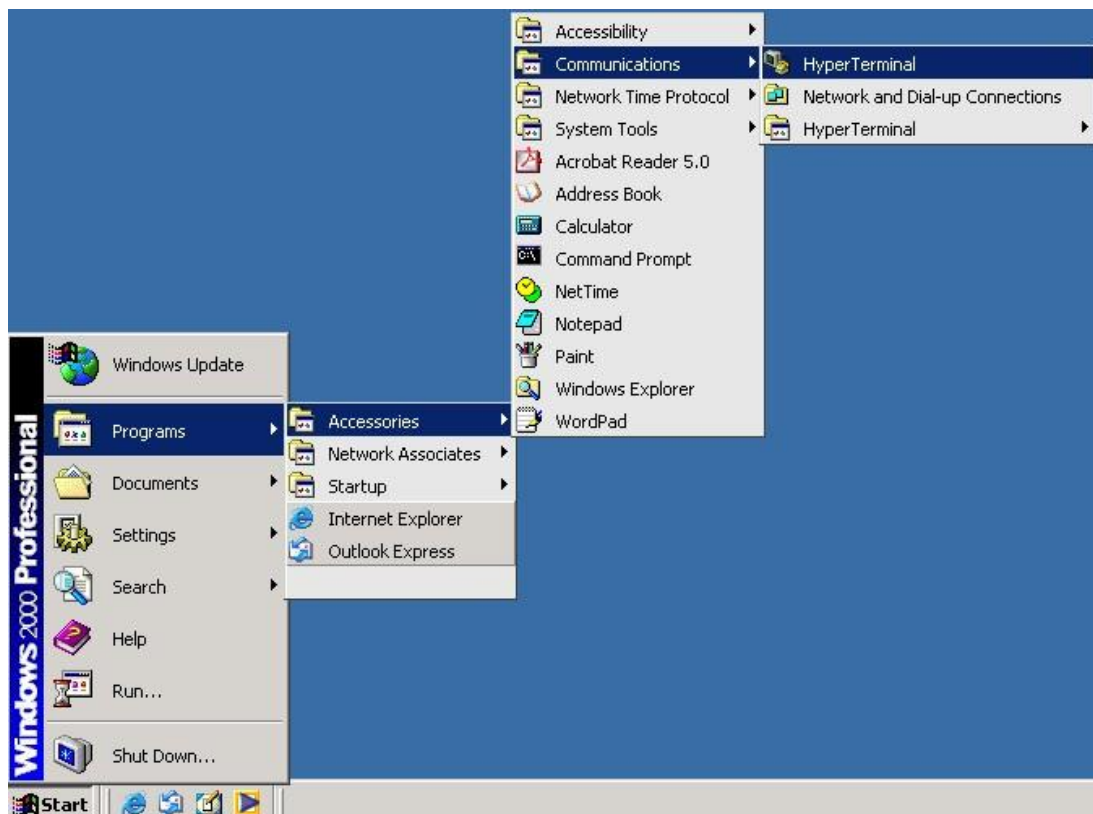 Accessibility
Communications
Network Time Protocol
System Tools
Acrobat Reader 5.0
Address Book
Calculator
Command Prompt
NetTime
Notepad
Paint
Windows Explorer
WordPad
HyperTerminal
Network and Dial-up Connections
HyperTerminal
Windows 2000 Professional
Windows Update
Programs
Documents
Settings
Search
Help
Run...
Shut Down...
Accessories
Network Associates
Startup
Internet Explorer
Outlook Express
Start